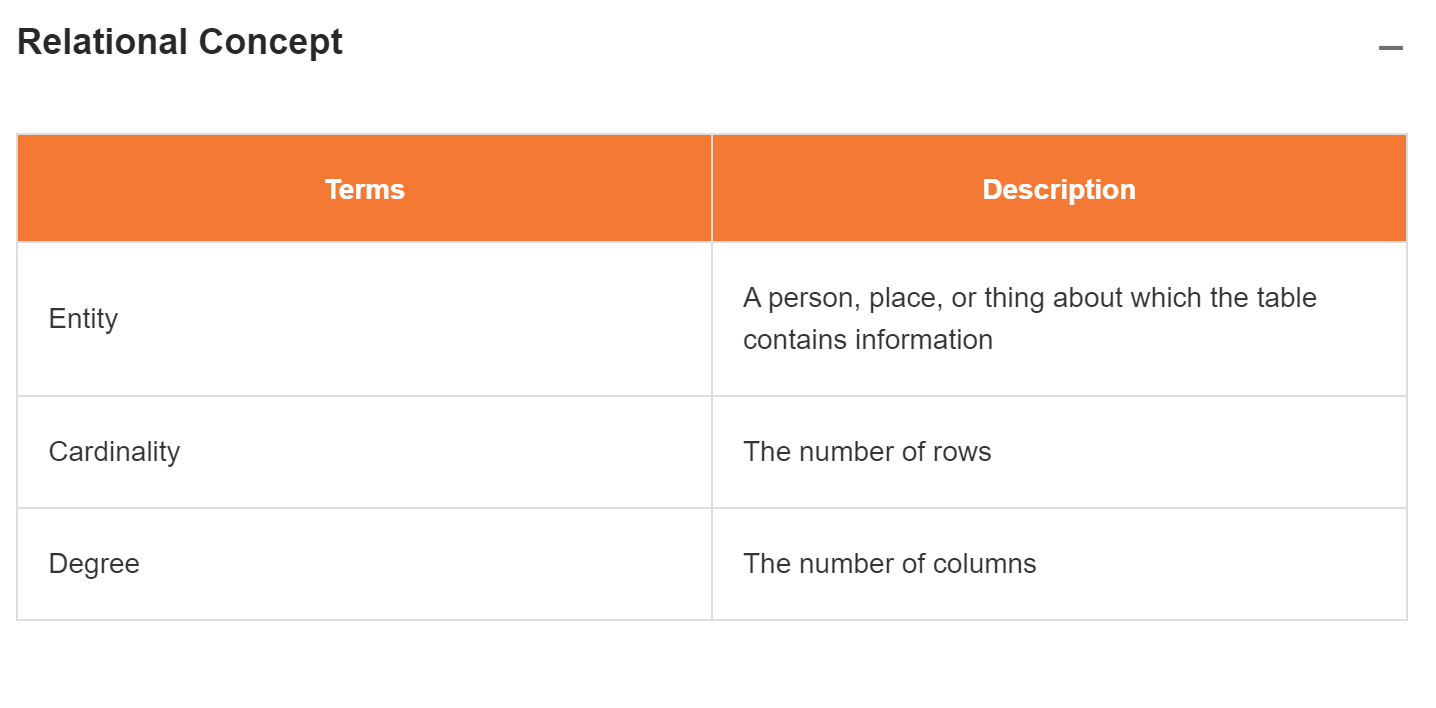 Relational Concept
Terms
Description
Entity
A person, place, or thing about which the table
contains information
Cardinality
The number of rows
Degree
The number of columns